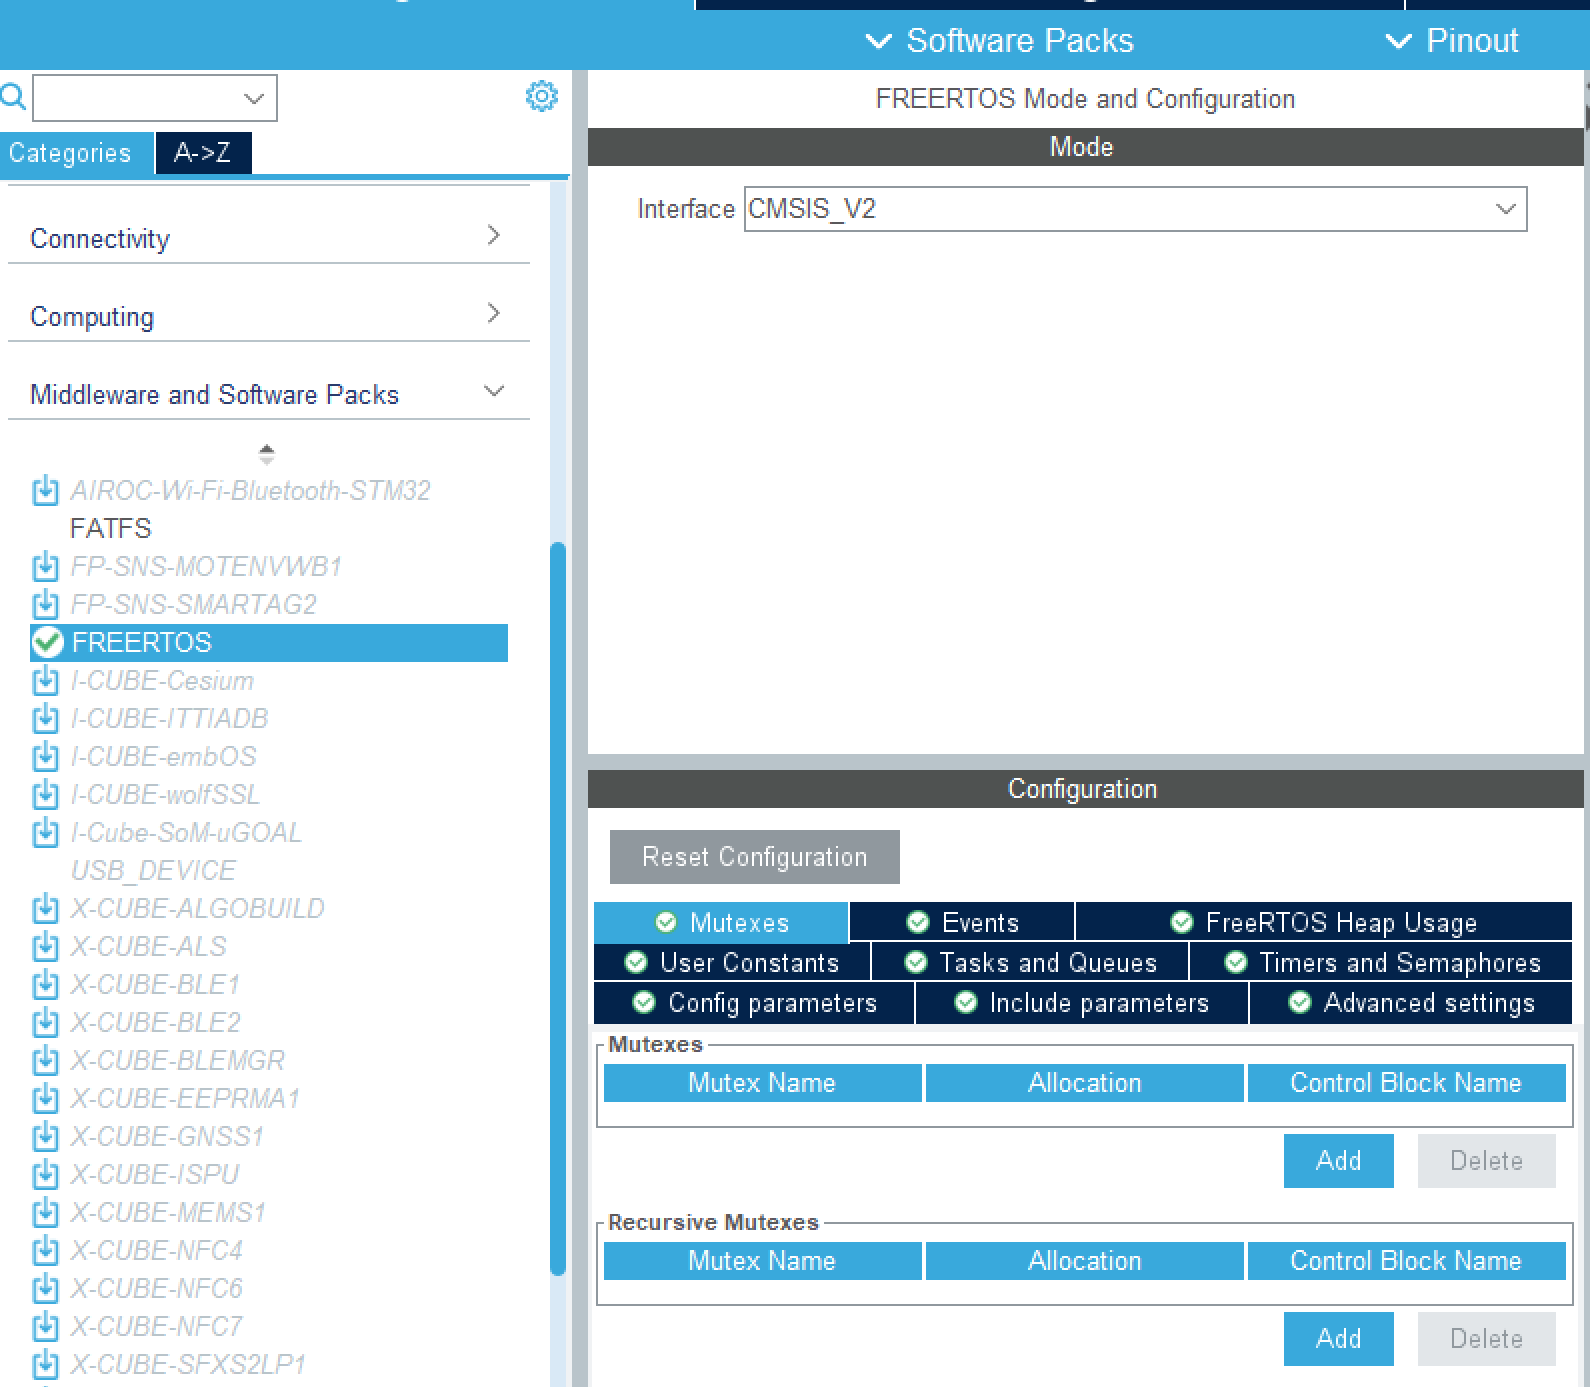 Software Packs
Pinout
Categories
A->Z
Connectivity
Computing
Middleware and Software Packs
AIROC-Wi-Fi-Bluetooth-STM32
FATFS
FP-SNS-MOTENVWB1
FP-SNS-SMARTAG2
FREERTOS
I-CUBE-Cesium
I-CUBE-ITTIADB
I-CUBE-embOS
I-CUBE-wolfSSL
I-Cube-SoM-uGOAL
USB_DEVICE
X-CUBE-ALGOBUILD
X-CUBE-ALS
X-CUBE-BLE1
X-CUBE-BLE2
X-CUBE-BLEMGR
X-CUBE-EEPRMA1
X-CUBE-GNSS1
X-CUBE-ISPU
X-CUBE-MEMS1
X-CUBE-NFC4
X-CUBE-NFC6
X-CUBE-NFC7
X-CUBE-SFXS2LP1
FREERTOS Mode and Configuration
Mode
Interface CMSIS_V2
Configuration
Reset Configuration
Mutexes Events FreeRTOS Heap Usage
User Constants Tasks and Queues Timers and Semaphores
Config parameters Include parameters Advanced settings
Mutexes
Mutex Name Allocation Control Block Name
Add Delete
Recursive Mutexes
Mutex Name Allocation Control Block Name
Add Delete